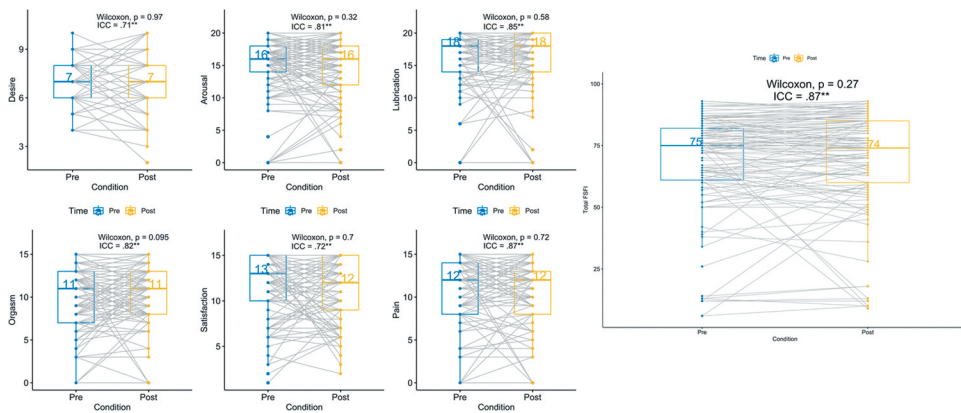 Wilcoxon, p = 0.97
ICC = .71**
9
6
3
Desire
7
7
Pre
Post
Condition
Wilcoxon, p = 0.32
ICC = .81**
20
15
10
5
0
Arousal
16
16
Pre
Post
Condition
Wilcoxon, p = 0.58
ICC = .85**
20
15
10
5
0
Lubrication
18
18
Pre
Post
Condition
Time Pre Post
Wilcoxon, p = 0.27
ICC = .87**
100
75
50
25
Total FSFI
75
74
Pre
Post
Condition
Time Pre Post
Wilcoxon, p = 0.095
ICC = .82**
15
10
5
0
Orgasm
11
11
Pre
Post
Condition
Time Pre Post
Wilcoxon, p = 0.7
ICC = .72**
15
10
5
Satisfaction
13
12
Pre
Post
Condition
Time Pre Post
Wilcoxon, p = 0.72
ICC = .87**
15
10
5
0
Pain
12
12
Pre
Post
Condition